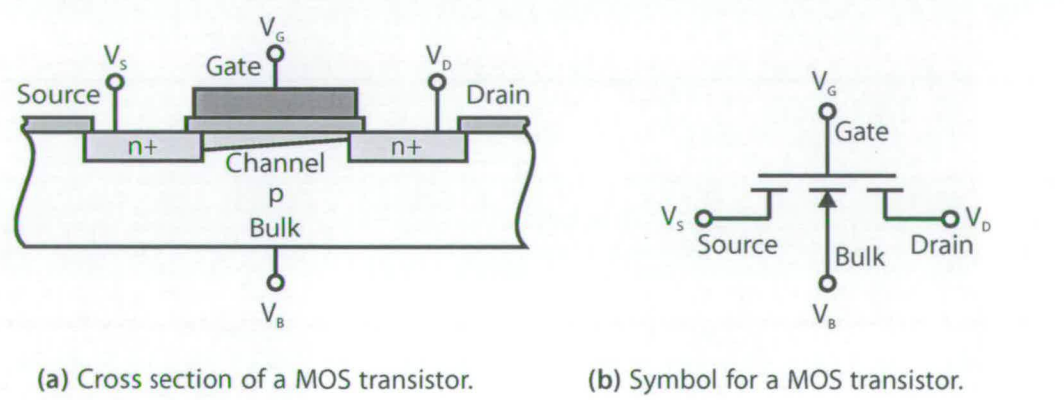 V_G
V_S
Gate
V_D
Source
Drain
n+
n+
Channel
p
Bulk
V_B
V_G
Gate
V_S
V_D
Source
Drain
Bulk
V_B
(a) Cross section of a MOS transistor.
(b) Symbol for a MOS transistor.